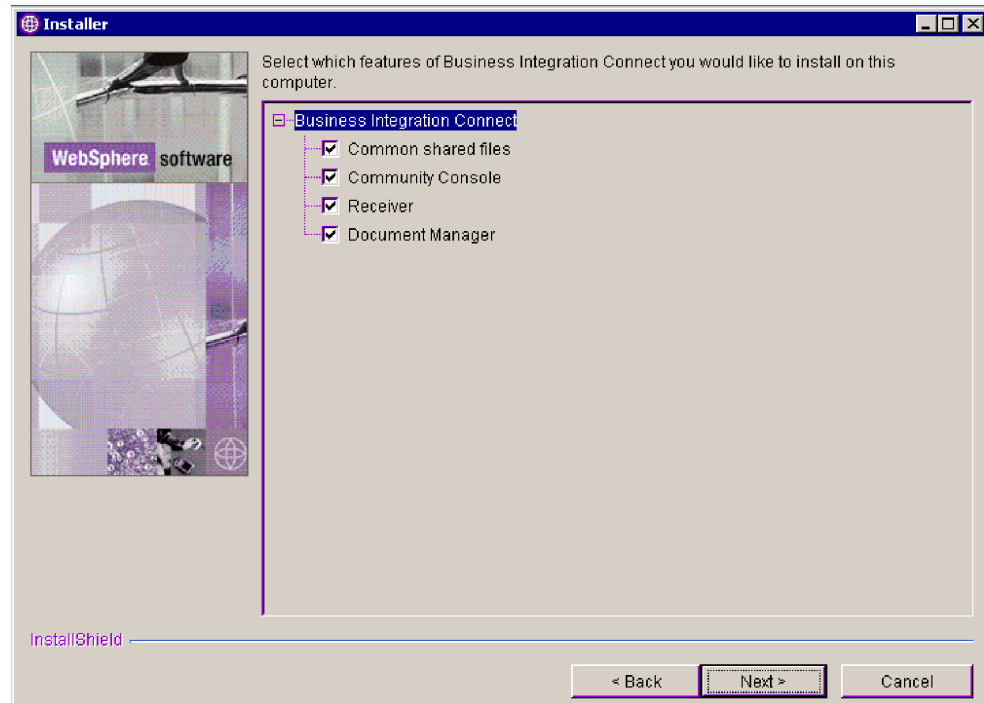 Installer
Select which features of Business Integration Connect you would like to install on this
computer.
WebSphere software
Business Integration Connect
Common shared files
Community Console
Receiver
Document Manager
InstallShield
< Back
Next >
Cancel